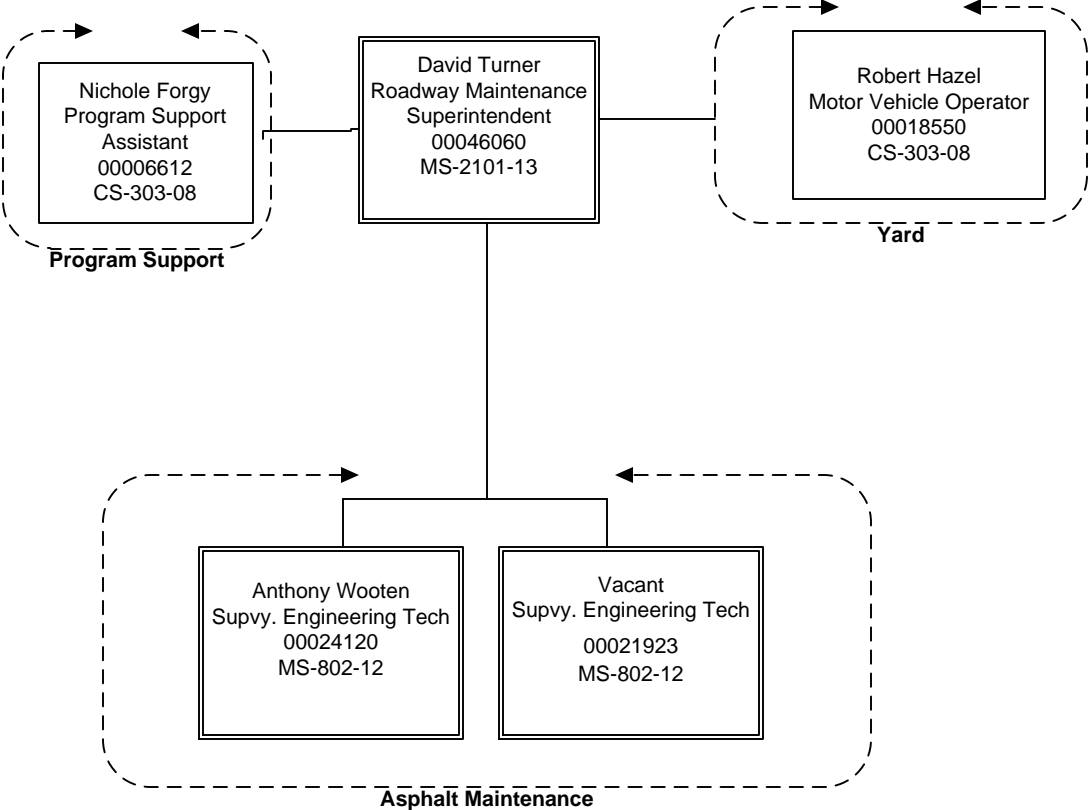 Nichole Forgy
Program Support
Assistant
00006612
CS-303-08
Program Support
David Turner
Roadway Maintenance
Superintendent
00046060
MS-2101-13
Robert Hazel
Motor Vehicle Operator
00018550
CS-303-08
Yard
Anthony Wooten
Supvy. Engineering Tech
00024120
MS-802-12
Vacant
Supvy. Engineering Tech
00021923
MS-802-12
Asphalt Maintenance